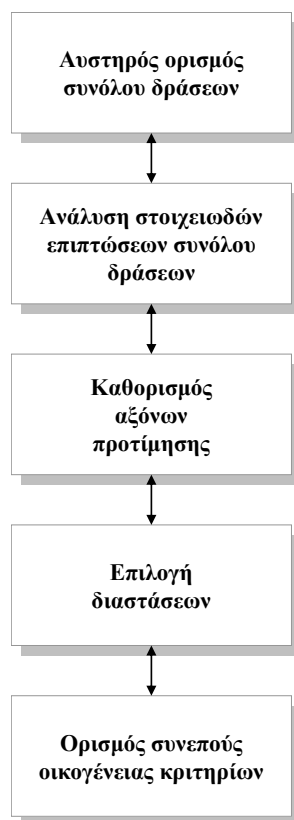 Αυστηρός ορισμός
συνόλου δράσεων
Ανάλυση στοιχειωδών
επιπτώσεων συνόλου
δράσεων
Καθορισμός
αξόνων
προτίμησης
Επιλογή
διαστάσεων
Ορισμός συνεπούς
οικογένειας κριτηρίων